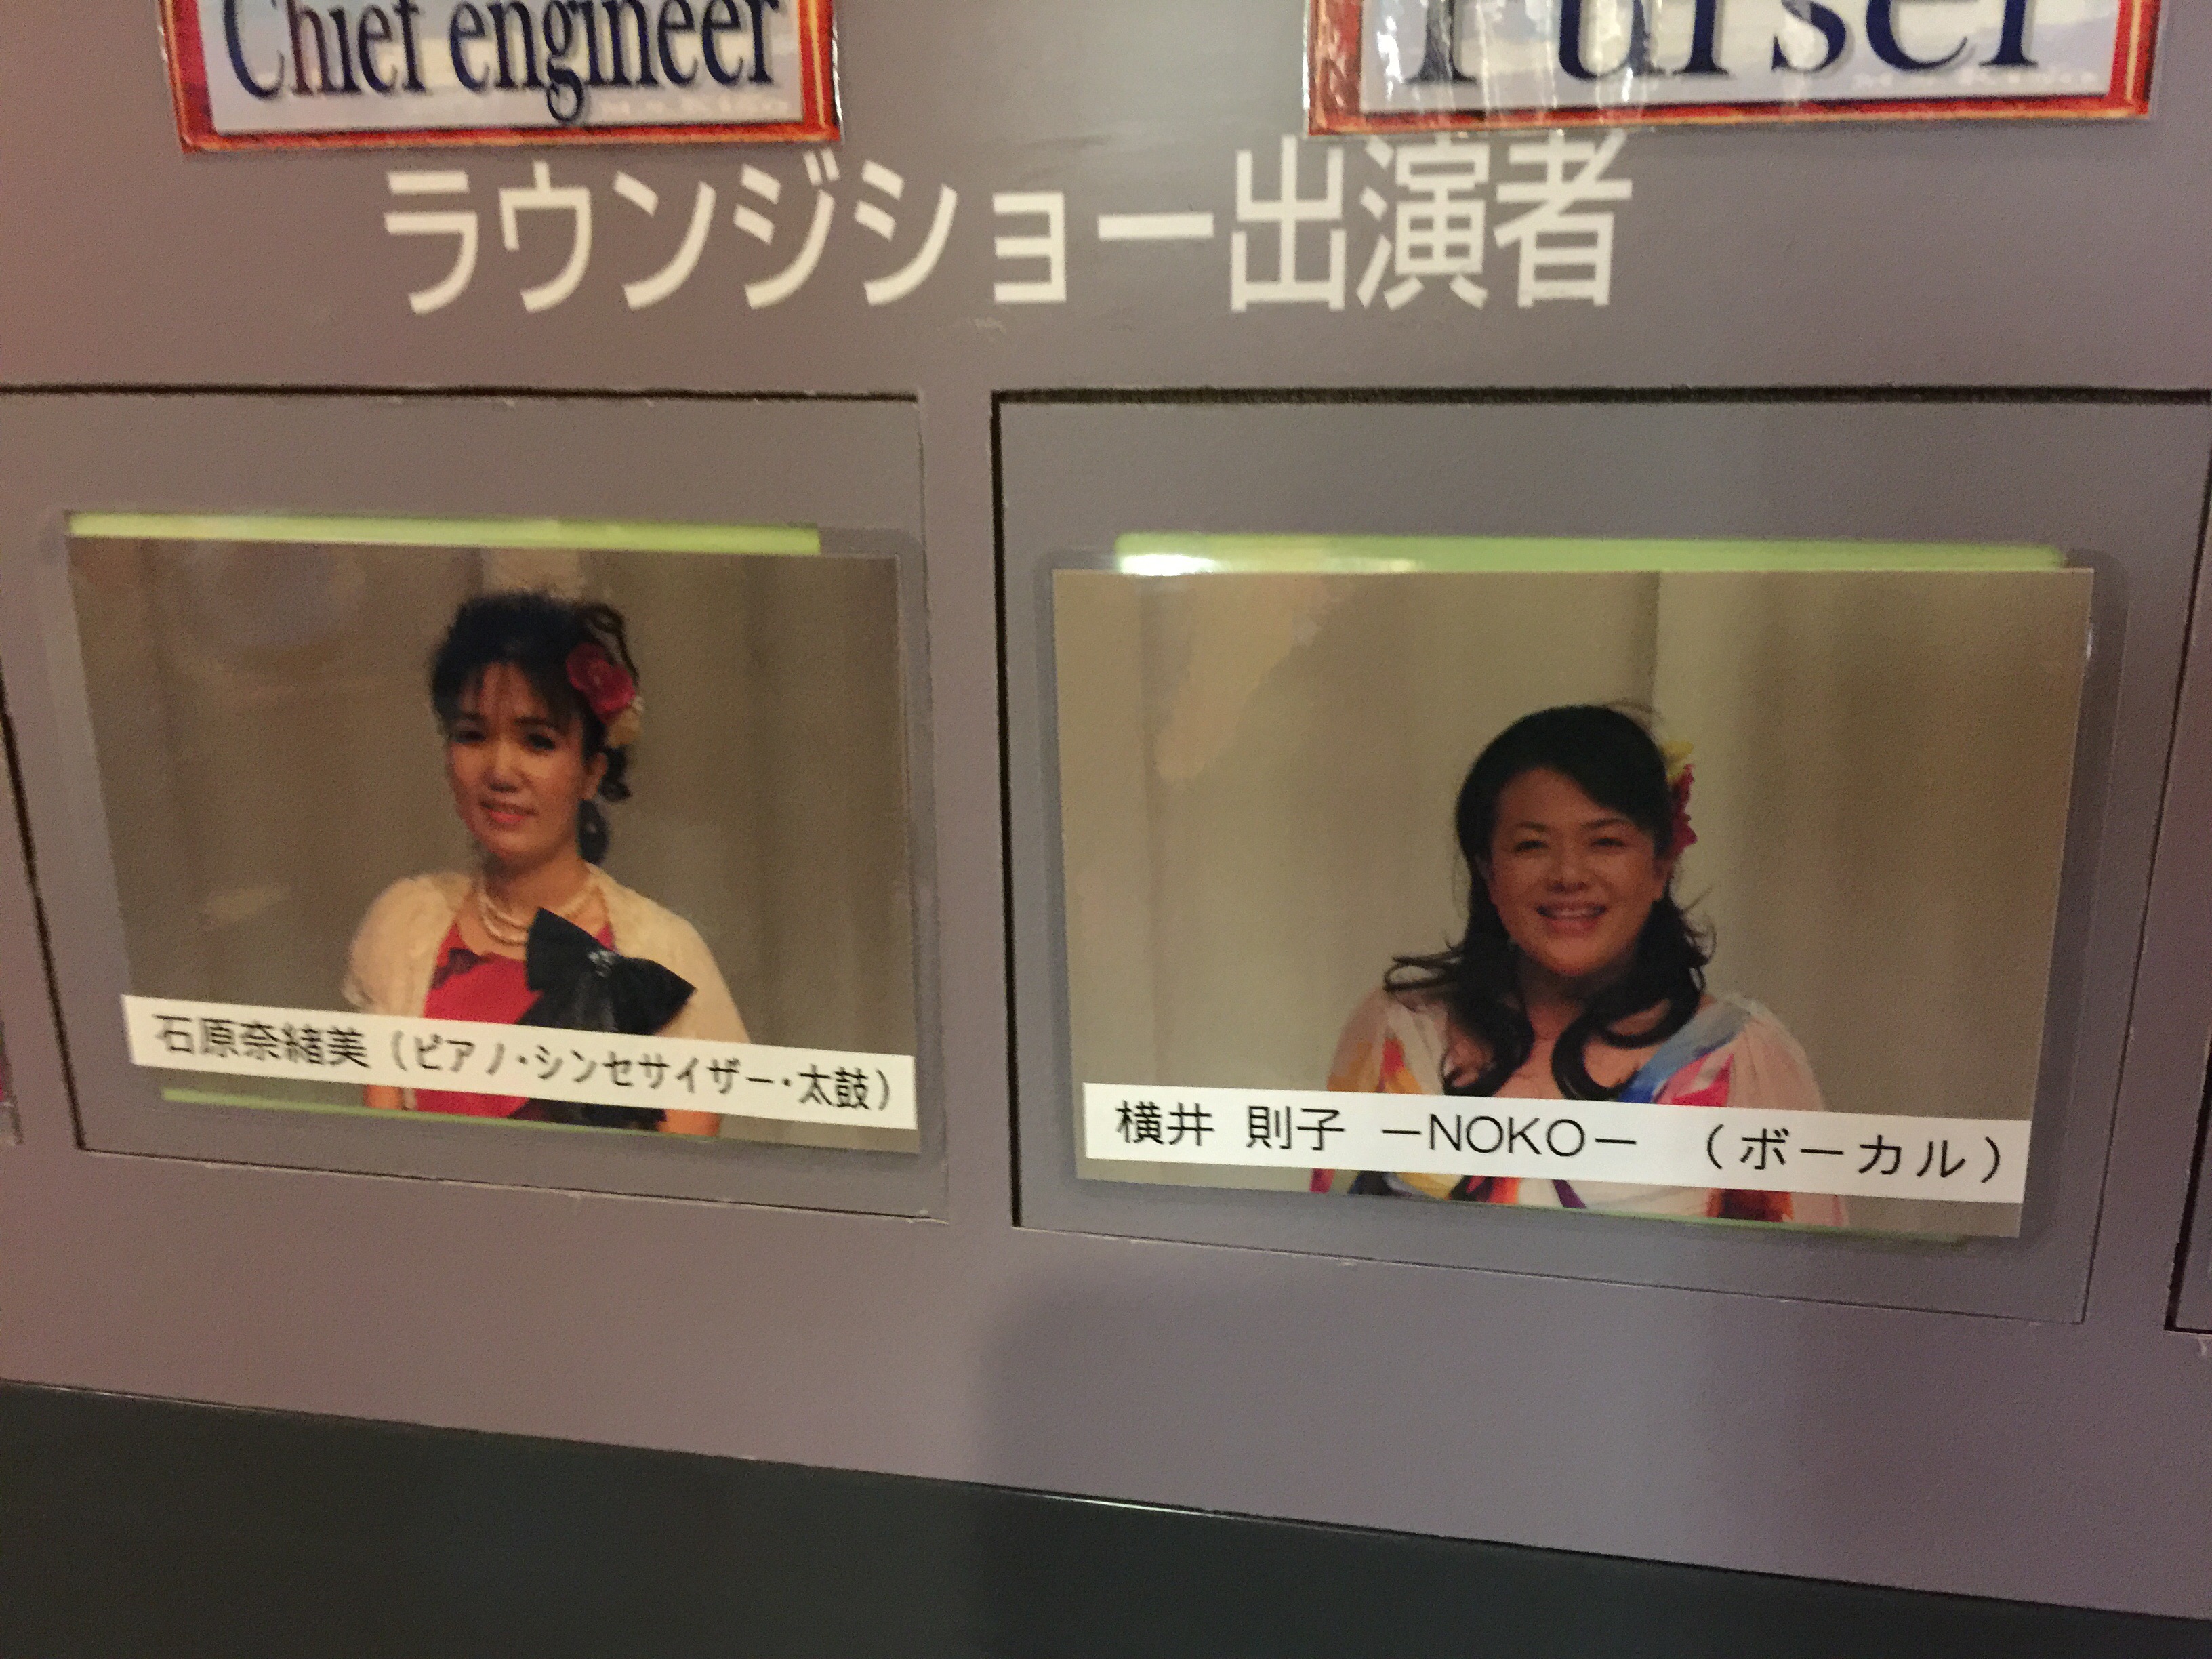 Chief engineer
Purser
ラウンジショー出演者
石原奈緒美（ピアノ・シンセサイザー・太鼓）
横井 則子 －NOKO－ （ボーカル）